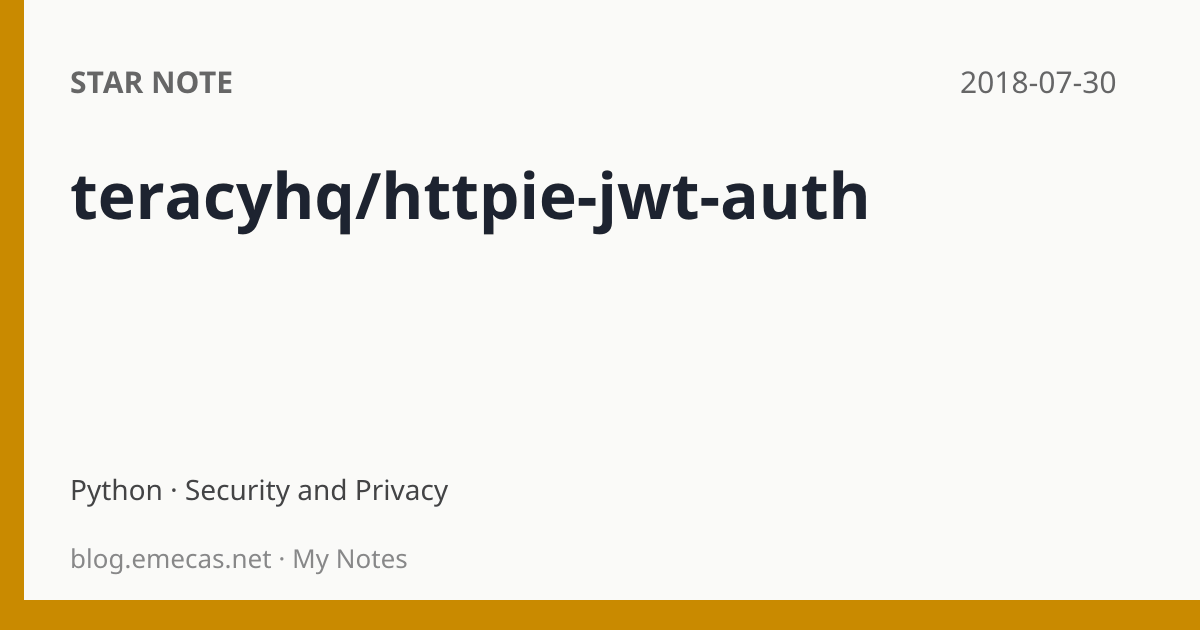 STAR NOTE
2018-07-30
teracyhq/httpie-jwt-auth
Python · Security and Privacy
blog.emecas.net · My Notes